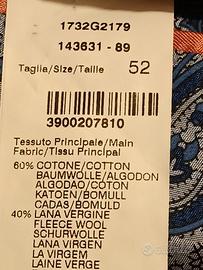 1732G2179
143631 - 89
Taglia/Size/Taille 52
3900207810
Tessuto Principale/Main
Fabric/Tissu Principal
60% COTONE/COTTON
BAUMWOLLE/ALGODON
ALGODAO/COTON
KATOEN/BOMULL
CADAS/BOMULD
40% LANA VERGINE
FLEECE WOOL
SCHURWOLLE
LANA VIRGEN
LA VIRGEM
LAINE VERGE